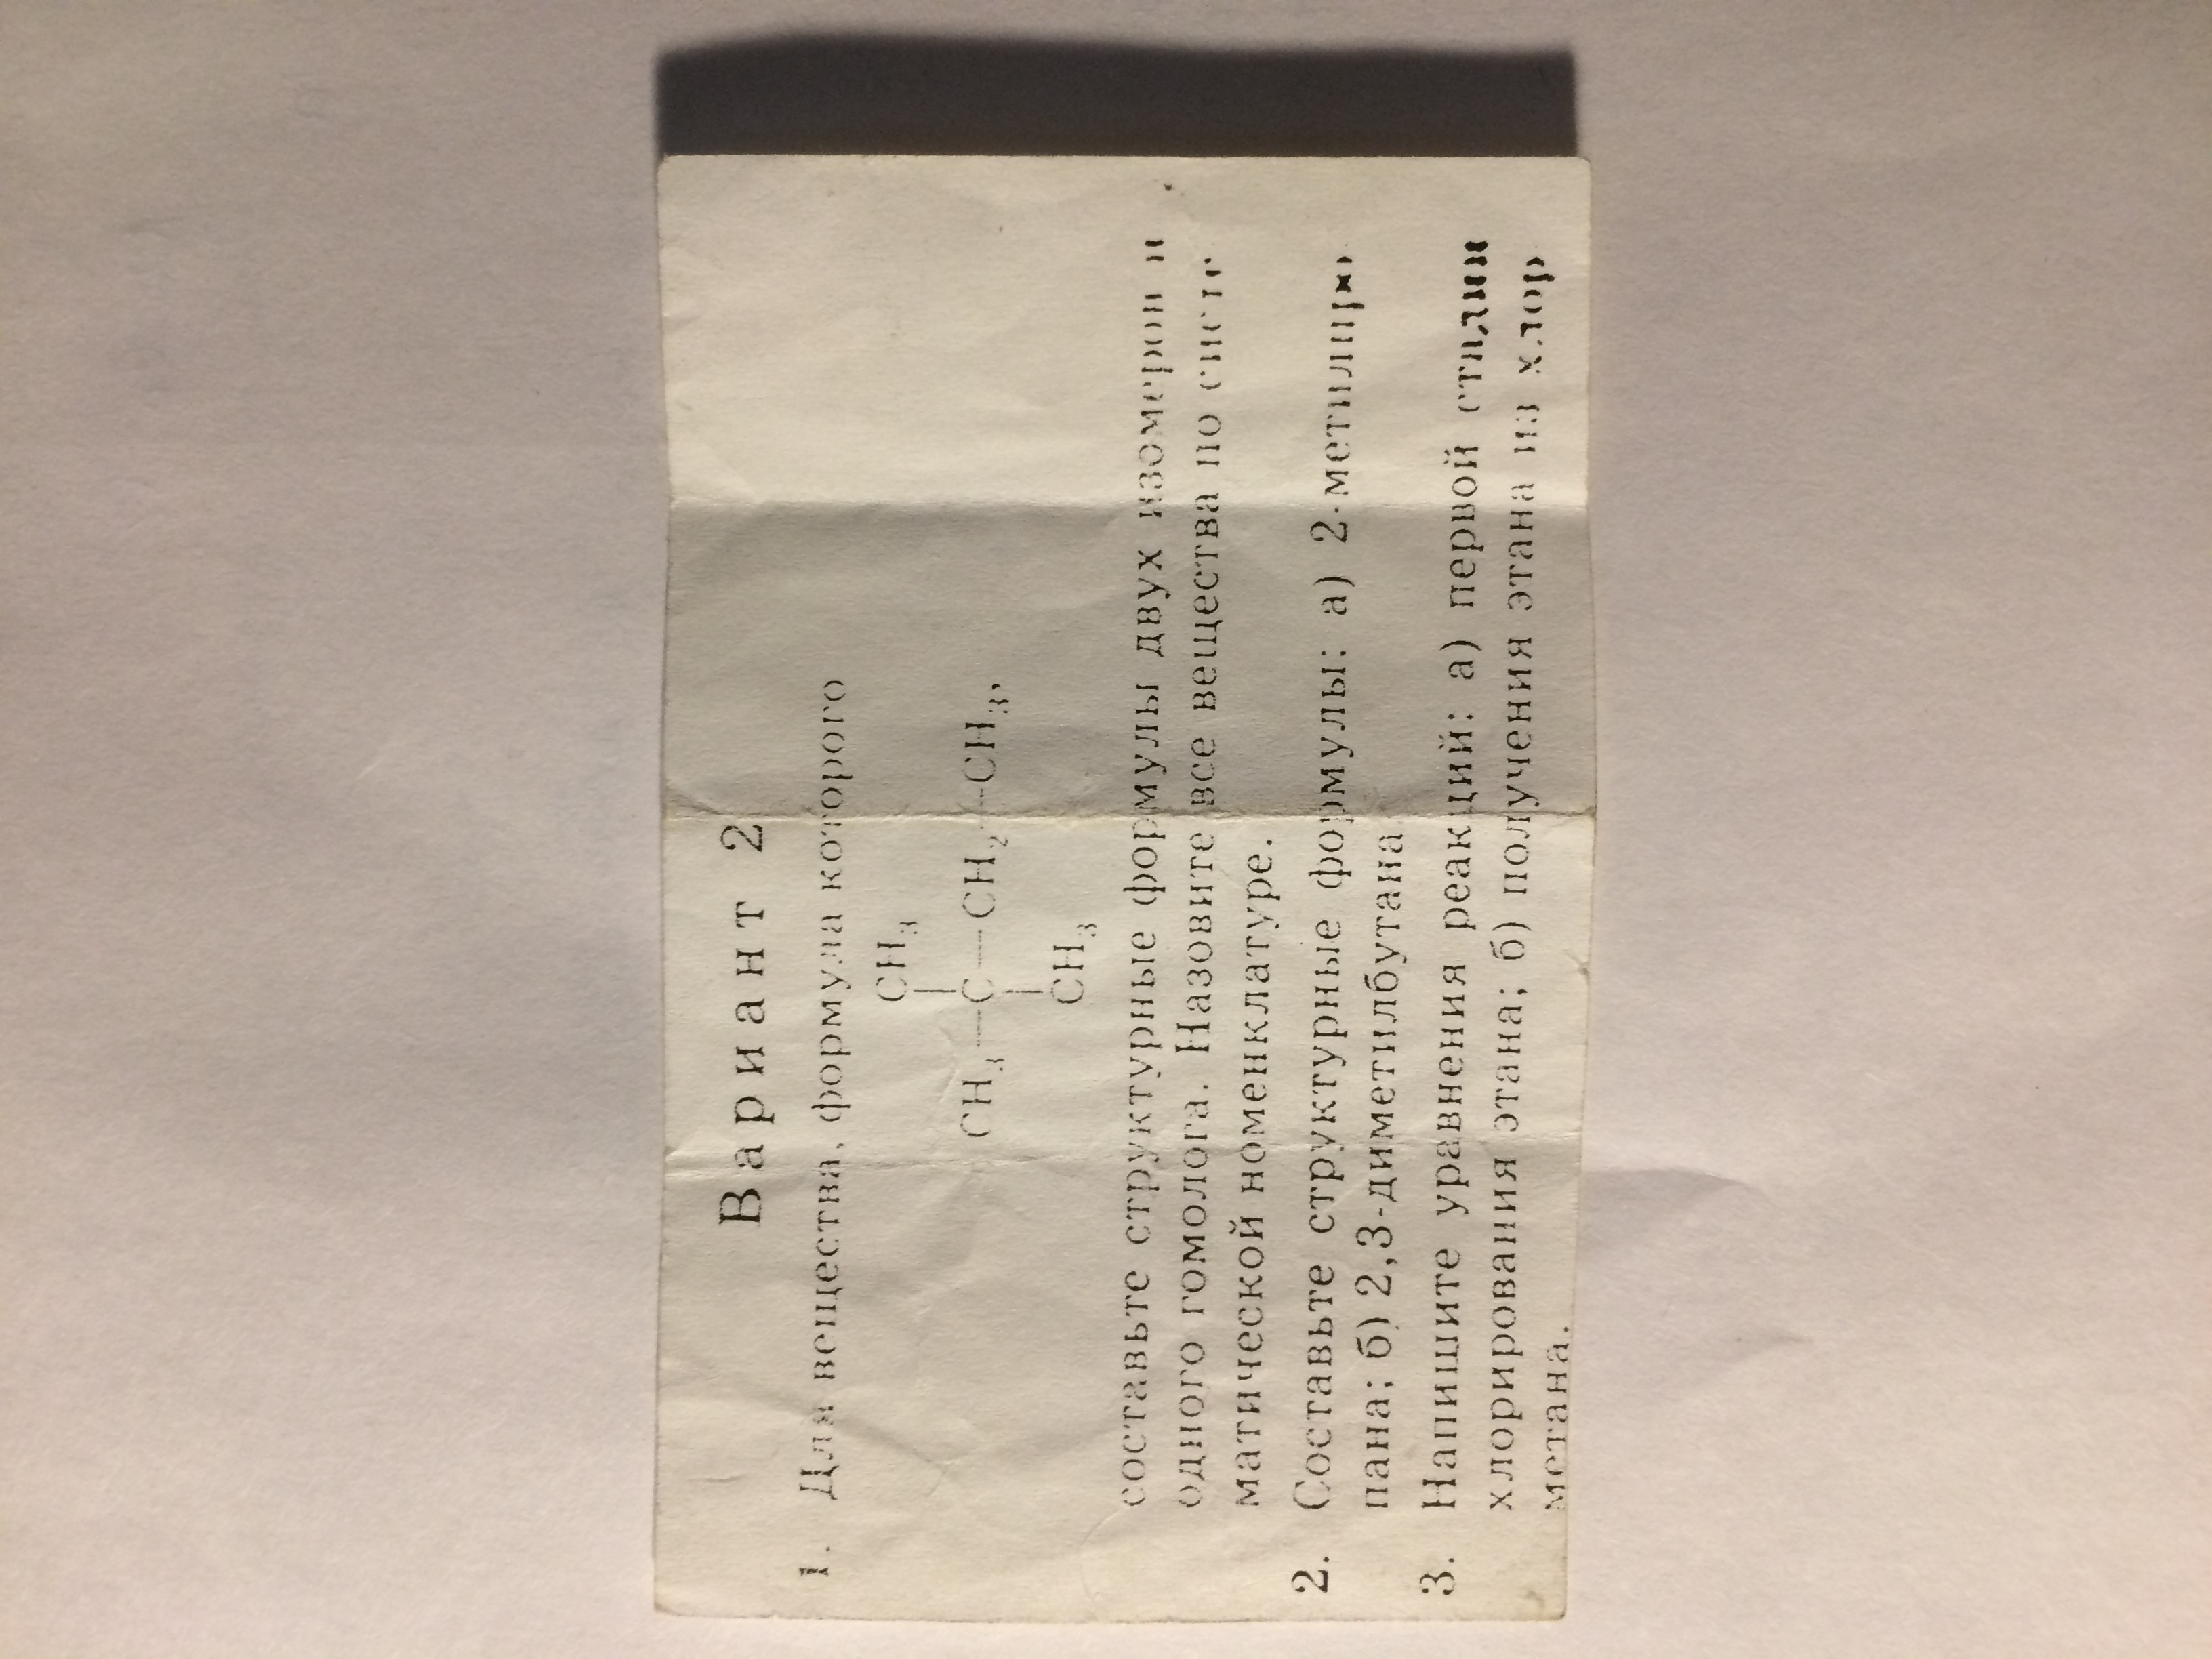 Вариант 2
1. Для вещества, формула которого
CH3
CH3—C—CH2—CH3,
CH3
составьте структурные формулы двух изомеров и
одного гомолога. Назовите все вещества по систе
матической номенклатуре.
2. Составьте структурные формулы: а) 2-метилпро
пана; б) 2,3-диметилбутана
3. Напишите уравнения реакций: а) первой стадии
хлорирования этана; б) получения этана из хлор
метана.